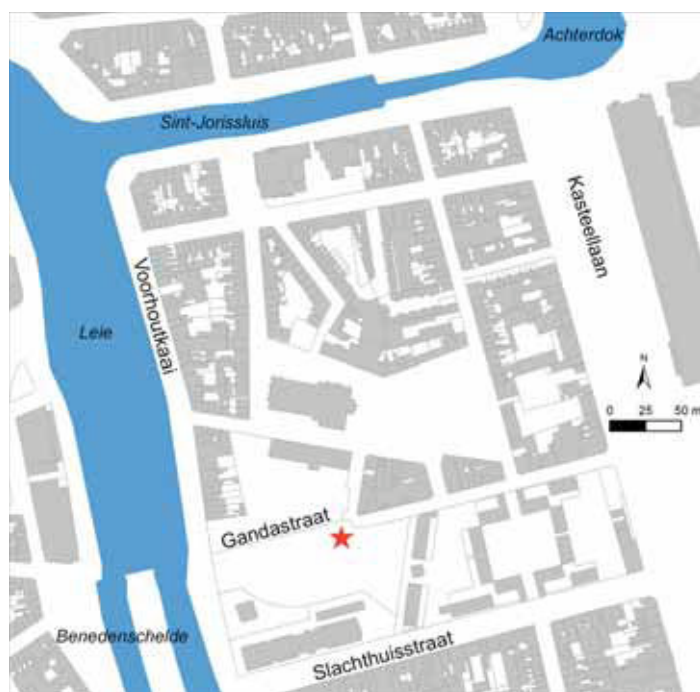 Achterdok
Sint-Jorissluis
Kasteellaan
Voorhoutkaai
Leie
N
0 25 50 m
Gandastraat
Benedenschelde
Slachthuisstraat